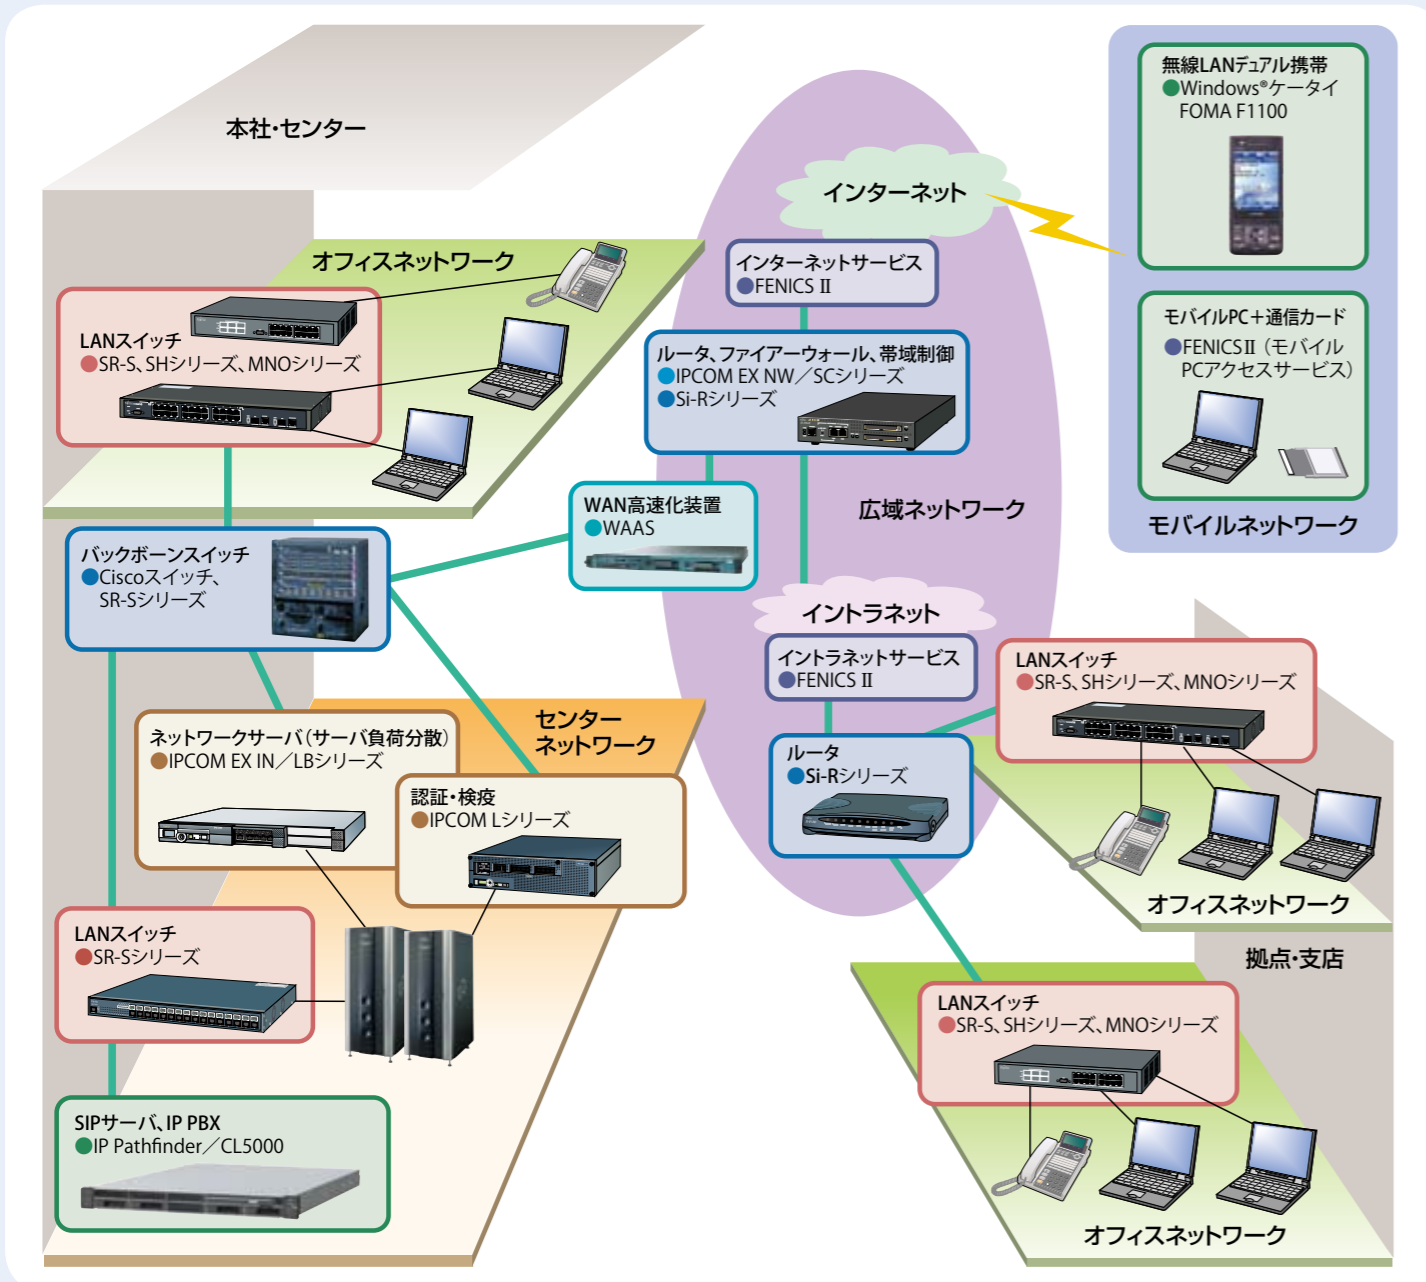 本社・センター
オフィスネットワーク
LANスイッチ
●SR-S、SHシリーズ、MNOシリーズ
バックボーンスイッチ
●Ciscoスイッチ、
SR-Sシリーズ
センター
ネットワーク
ネットワークサーバ(サーバ負荷分散)
●IPCOM EX IN／LBシリーズ
認証・検疫
●IPCOM Lシリーズ
LANスイッチ
●SR-Sシリーズ
SIPサーバ、IP PBX
●IP Pathfinder／CL5000
インターネット
インターネットサービス
●FENICS II
ルータ、ファイアーウォール、帯域制御
●IPCOM EX NW／SCシリーズ
●Si-Rシリーズ
WAN高速化装置
●WAAS
広域ネットワーク
イントラネット
イントラネットサービス
●FENICS II
ルータ
●Si-Rシリーズ
無線LANデュアル携帯
●Windows®ケータイ
FOMA F1100
モバイルPC＋通信カード
●FENICSII（モバイル
PCアクセスサービス）
モバイルネットワーク
LANスイッチ
●SR-S、SHシリーズ、MNOシリーズ
オフィスネットワーク
拠点・支店
LANスイッチ
●SR-S、SHシリーズ、MNOシリーズ
オフィスネットワーク